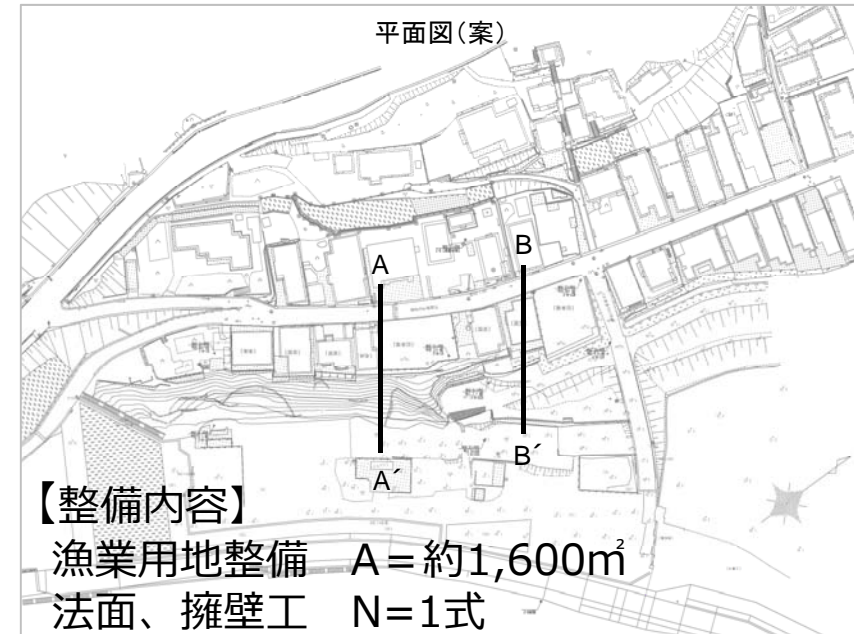 平面図(案)
A
B
A´
B´
【整備内容】
漁業用地整備　A=約1,600㎡
法面、擁壁工　N=1式